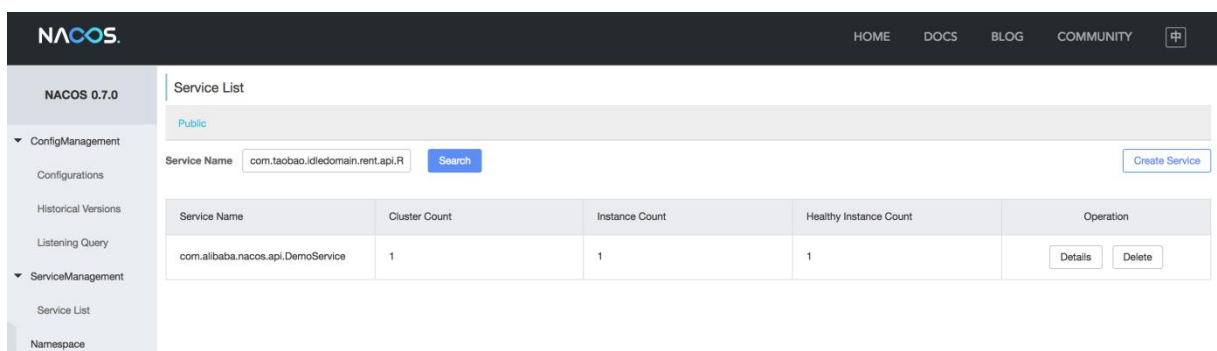 NACOS.
HOME DOCS BLOG COMMUNITY 中
NACOS 0.7.0
ConfigManagement
Configurations
Historical Versions
Listening Query
ServiceManagement
Service List
Namespace
Service List
Public
Service Name com.taobao.idledomain.rent.api.R Search Create Service
Service Name Cluster Count Instance Count Healthy Instance Count Operation
com.alibaba.nacos.api.DemoService 1 1 1 Details Delete